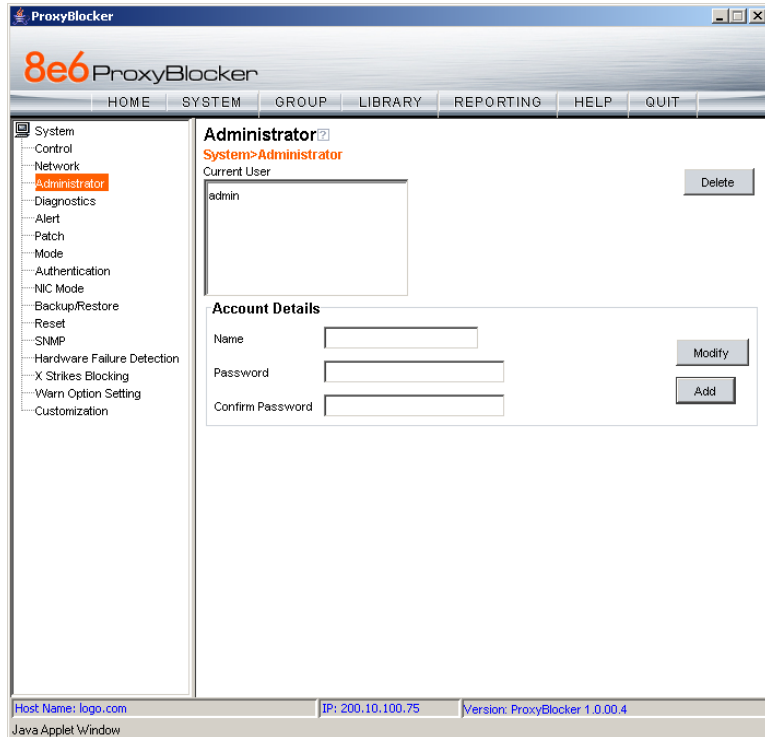 ProxyBlocker
8e6 ProxyBlocker
HOME SYSTEM GROUP LIBRARY REPORTING HELP QUIT
System
Control
Network
Administrator
Diagnostics
Alert
Patch
Mode
Authentication
NIC Mode
Backup/Restore
Reset
SNMP
Hardware Failure Detection
X Strikes Blocking
Warn Option Setting
Customization
Administrator?
System>Administrator
Current User
admin
Delete
Account Details
Name
Password
Confirm Password
Modify
Add
Host Name: logo.com IP: 200.10.100.75 Version: ProxyBlocker 1.0.00.4
Java Applet Window